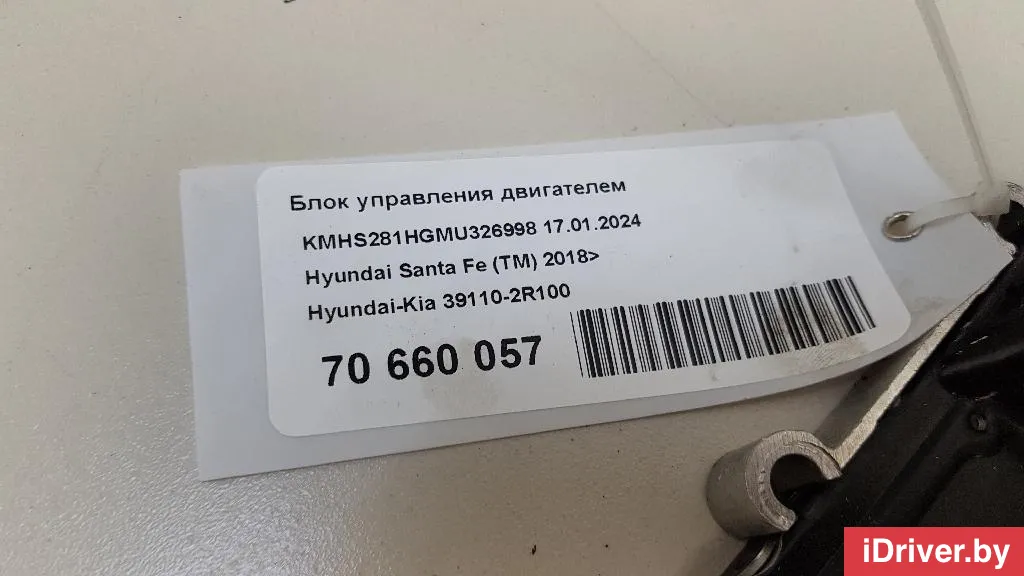 Блок управления двигателем
KMHS281HGMU326998 17.01.2024
Hyundai Santa Fe (TM) 2018>
Hyundai-Kia 39110-2R100
70 660 057
iDriver.by